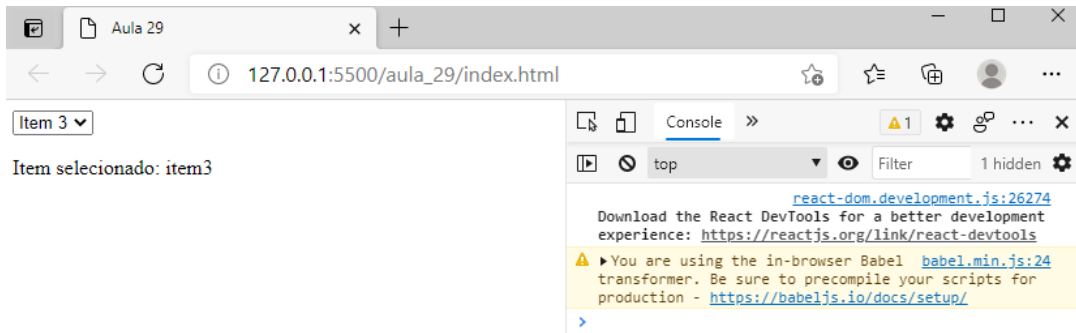 Aula 29
127.0.0.1:5500/aula_29/index.html
Item 3
Item selecionado: item3
Console
1
top
Filter
1 hidden
react-dom.development.js:26274
Download the React DevTools for a better development
experience: https://reactjs.org/link/react-devtools
You are using the in-browser Babel babel.min.js:24
transformer. Be sure to precompile your scripts for
production - https://babeljs.io/docs/setup/